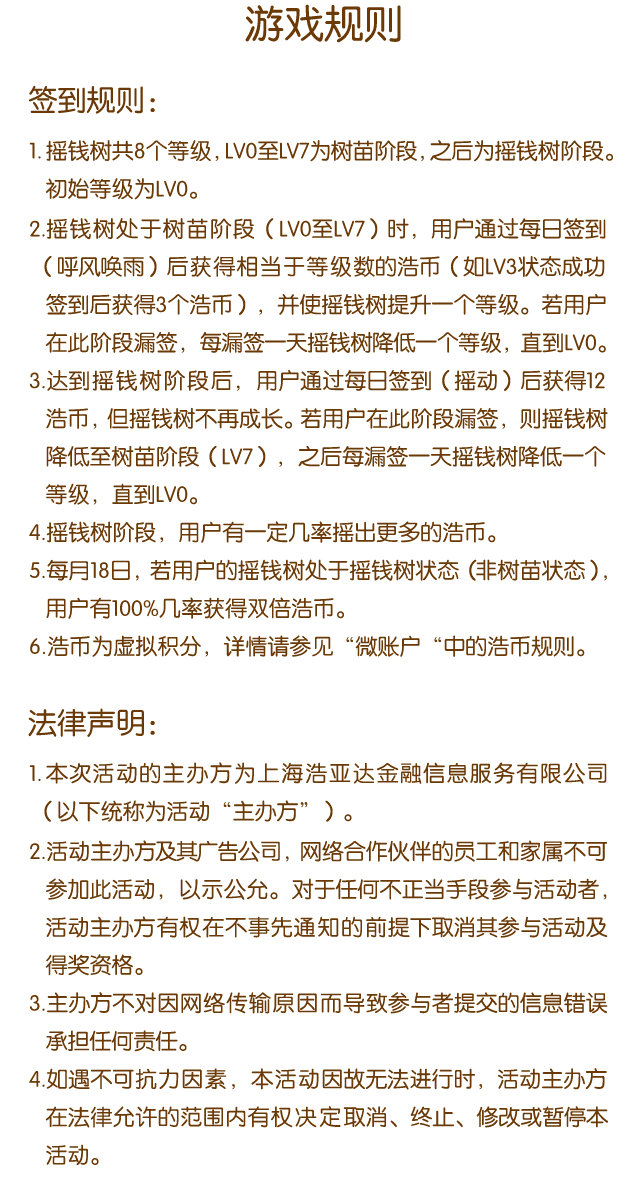 游戏规则
签到规则：
1. 摇钱树共8个等级，LV0至LV7为树苗阶段，之后为摇钱树阶段。
初始等级为LV0。
2.摇钱树处于树苗阶段（LV0至LV7）时，用户通过每日签到
（呼风唤雨）后获得相当于等级数的浩币（如LV3状态成功
签到后获得3个浩币），并使摇钱树提升一个等级。若用户
在此阶段漏签，每漏签一天摇钱树降低一个等级，直到LV0。
3.达到摇钱树阶段后，用户通过每日签到（摇动）后获得12
浩币，但摇钱树不再成长。若用户在此阶段漏签，则摇钱树
降低至树苗阶段（LV7），之后每漏签一天摇钱树降低一个
等级，直到LV0。
4.摇钱树阶段，用户有一定几率摇出更多的浩币。
5.每月18日，若用户的摇钱树处于摇钱树状态（非树苗状态），
用户有100%几率获得双倍浩币。
6.浩币为虚拟积分，详情请参见“微账户“中的浩币规则。
法律声明：
1. 本次活动的主办方为上海浩亚达金融信息服务有限公司
（以下统称为活动“主办方”）。
2.活动主办方及其广告公司，网络合作伙伴的员工和家属不可
参加此活动，以示公允。对于任何不正当手段参与活动者，
活动主办方有权在不事先通知的前提下取消其参与活动及
得奖资格。
3.主办方不对因网络传输原因而导致参与者提交的信息错误
承担任何责任。
4.如遇不可抗力因素，本活动因故无法进行时，活动主办方
在法律允许的范围内有权决定取消、终止、修改或暂停本
活动。